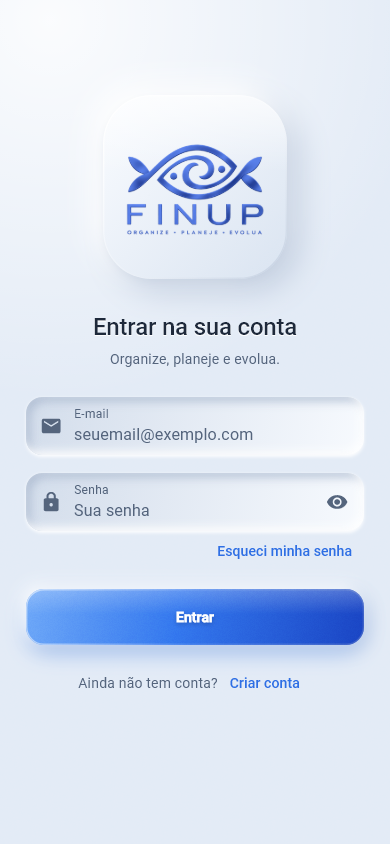 FINUP
ORGANIZE • PLANEJE • EVOLUA
Entrar na sua conta
Organize, planeje e evolua.
E-mail
seuemail@exemplo.com
Senha
Sua senha
Esqueci minha senha
Entrar
Ainda não tem conta? Criar conta